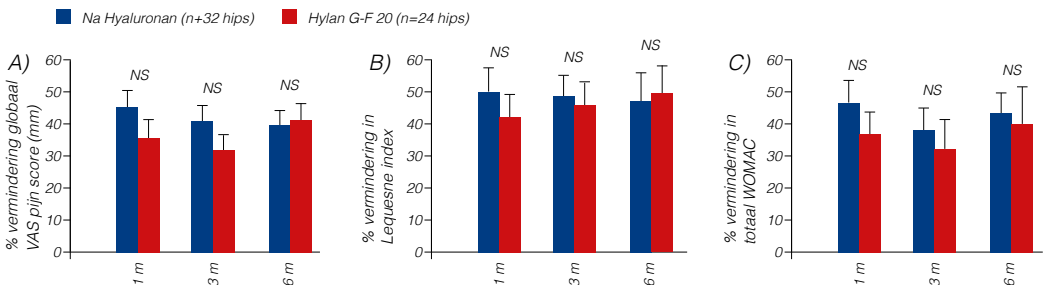 Na Hyaluronan (n+32 hips) Hylan G-F 20 (n=24 hips)
A)
% vermindering globaal
VAS pijn score (mm)
60
50
40
30
20
10
0
NS
NS
NS
1 m
3 m
6 m
B)
% vermindering in
Lequesne index
60
50
40
30
20
10
0
NS
NS
NS
1 m
3 m
6 m
C)
% vermindering in
totaal WOMAC
60
50
40
30
20
10
0
NS
NS
NS
1 m
3 m
6 m